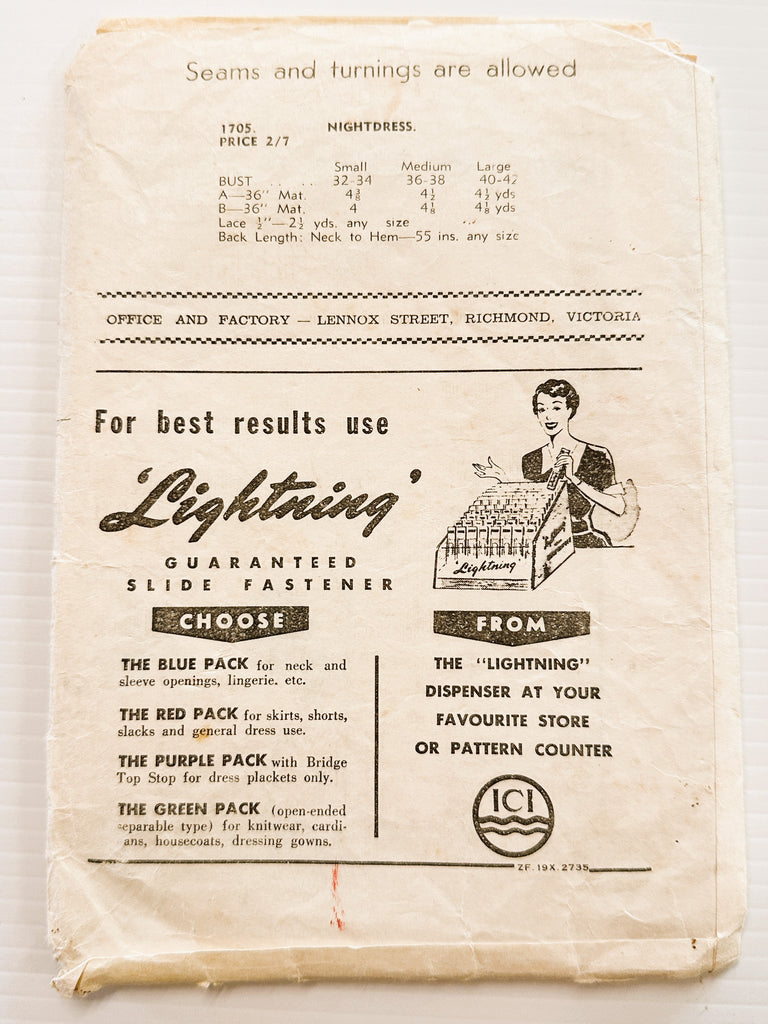 Seams and turnings are allowed
1705. NIGHTDRESS.
PRICE 2/7
Small Medium Large
BUST .. .. 32-34 36-38 40-42
A—36" Mat. 4⅜ 4½ 4½ yds
B—36" Mat. 4 4⅛ 4⅛ yds
Lace ½"—2½ yds. any size
Back Length: Neck to Hem—55 ins. any size
OFFICE AND FACTORY — LENNOX STREET, RICHMOND, VICTORIA
For best results use
'Lightning'
GUARANTEED
SLIDE FASTENER
'Lightning'
CHOOSE
THE BLUE PACK for neck and
sleeve openings, lingerie. etc.
THE RED PACK for skirts, shorts,
slacks and general dress use.
THE PURPLE PACK with Bridge
Top Stop for dress plackets only.
THE GREEN PACK (open-ended
separable type) for knitwear, cardi-
ans, housecoats, dressing gowns.
FROM
THE "LIGHTNING"
DISPENSER AT YOUR
FAVOURITE STORE
OR PATTERN COUNTER
ICI
ZF. 19X. 2735